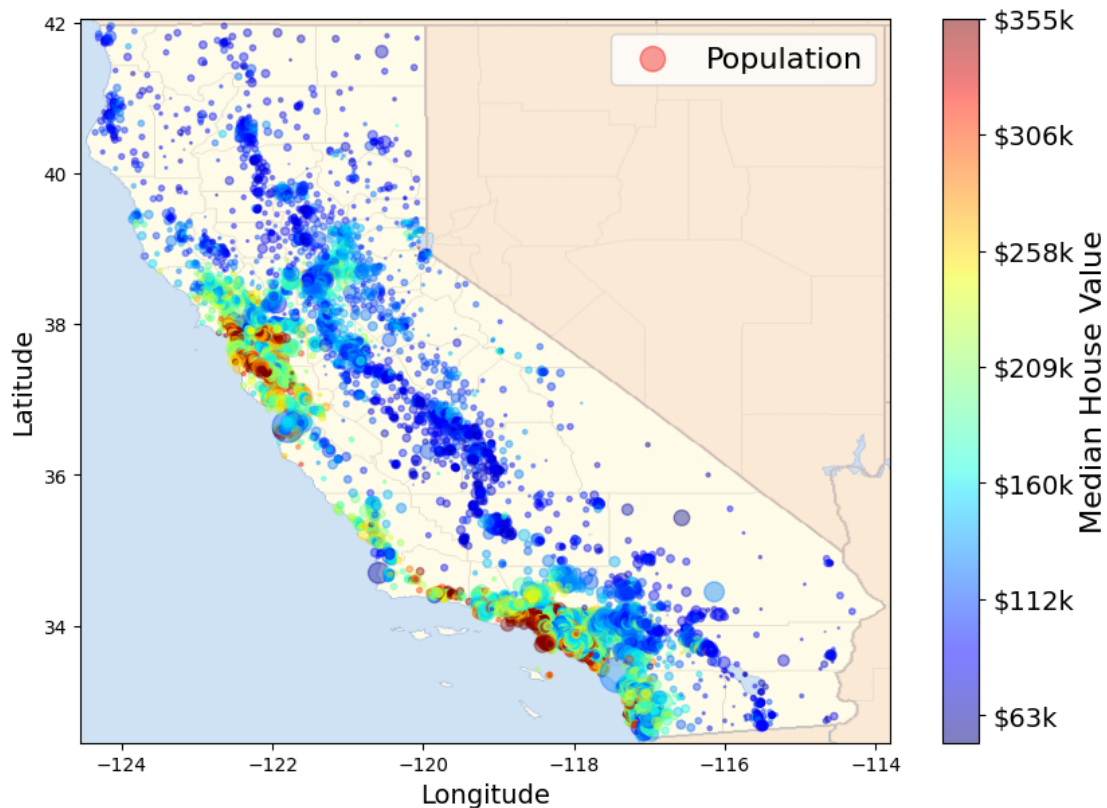 Population
42
40
38
36
34
Latitude
−124
−122
−120
−118
−116
−114
Longitude
$355k
$306k
$258k
$209k
$160k
$112k
$63k
Median House Value